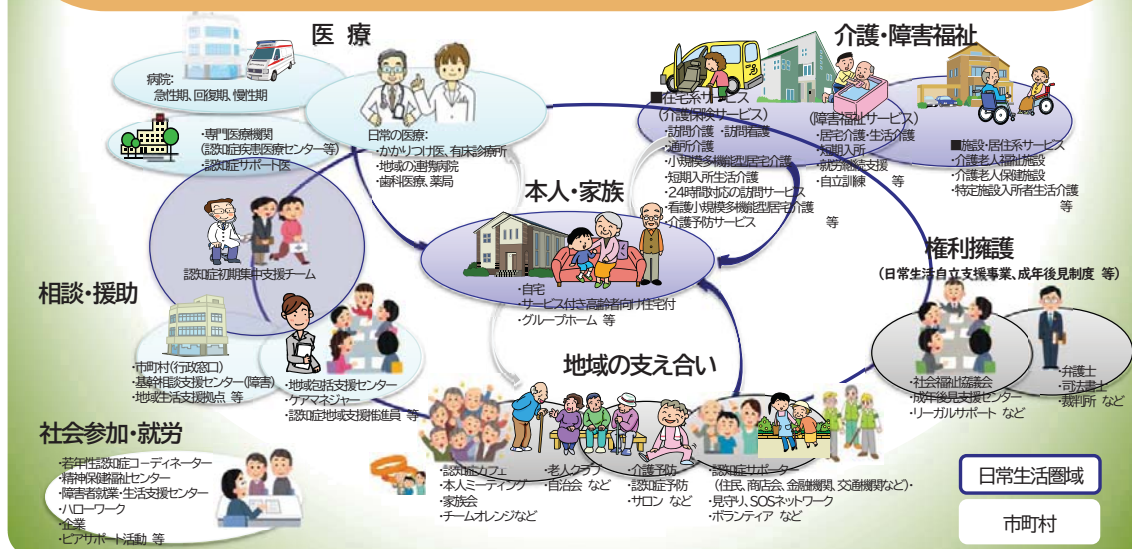 医 療
病院:
急性期、回復期、慢性期
・専門医療機関
(認知症疾患医療センター等)
・認知症サポート医
日常の医療:
・かかりつけ医、有床診療所
・地域の連携病院
・歯科医療、薬局
介護・障害福祉
■在宅系サービス
(介護保険サービス)
・訪問介護 ・訪問看護
・通所介護
・小規模多機能型居宅介護
・短期入所生活介護
・24時間対応の訪問サービス
・看護小規模多機能型居宅介護
・介護予防サービス 等
(障害福祉サービス)
・居宅介護・生活介護
・短期入所
・就労継続支援
・自立訓練 等
■施設・居住系サービス
・介護老人福祉施設
・介護老人保健施設
・特定施設入所者生活介護
等
本人・家族
・自宅
・サービス付き高齢者向け住宅付
・グループホーム 等
認知症初期集中支援チーム
相談・援助
・市町村(行政窓口)
・基幹相談支援センター(障害)
・地域生活支援拠点 等
・地域包括支援センター
・ケアマネジャー
・認知症地域支援推進員 等
権利擁護
(日常生活自立支援事業、成年後見制度 等)
・社会福祉協議会
・成年後見支援センター
・リーガルサポート など
・弁護士
・司法書士
・裁判所 など
地域の支え合い
・認知症カフェ
・本人ミーティング
・家族会
・チームオレンジなど
・老人クラブ
・自治会 など
・介護予防
・認知症予防
・サロン など
・認知症サポーター
(住民、商店会、金融機関、交通機関など)・
・見守り、SOSネットワーク
・ボランティア など
社会参加・就労
・若年性認知症コーディネーター
・精神保健福祉センター
・障害者就業・生活支援センター
・ハローワーク
・企業
・ピアサポート活動 等
日常生活圏域
市町村